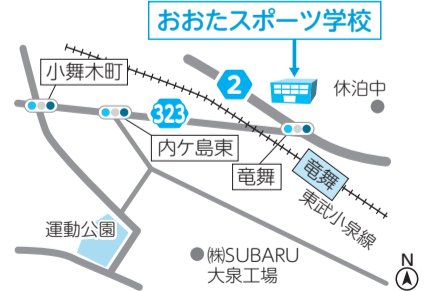 おおたスポーツ学校
小舞木町
2
休泊中
323
内ケ島東
竜舞
竜舞
東武小泉線
運動公園
㈱SUBARU
大泉工場
N